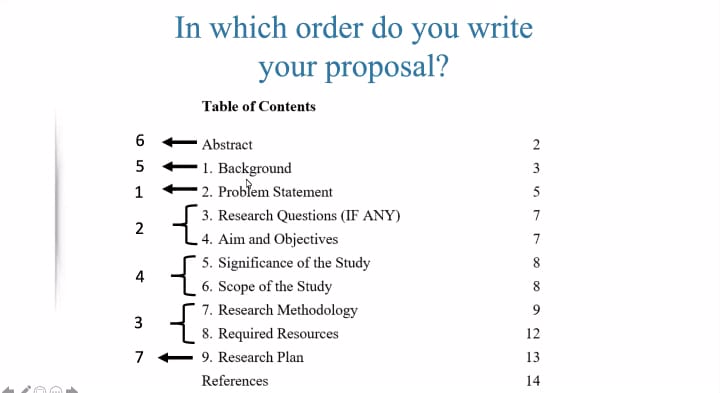 In which order do you write
your proposal?
Table of Contents
6 Abstract 2
5 1. Background 3
1 2. Problem Statement 5
2
3. Research Questions (IF ANY) 7
4. Aim and Objectives 7
4
5. Significance of the Study 8
6. Scope of the Study 8
3
7. Research Methodology 9
8. Required Resources 12
7 9. Research Plan 13
References 14